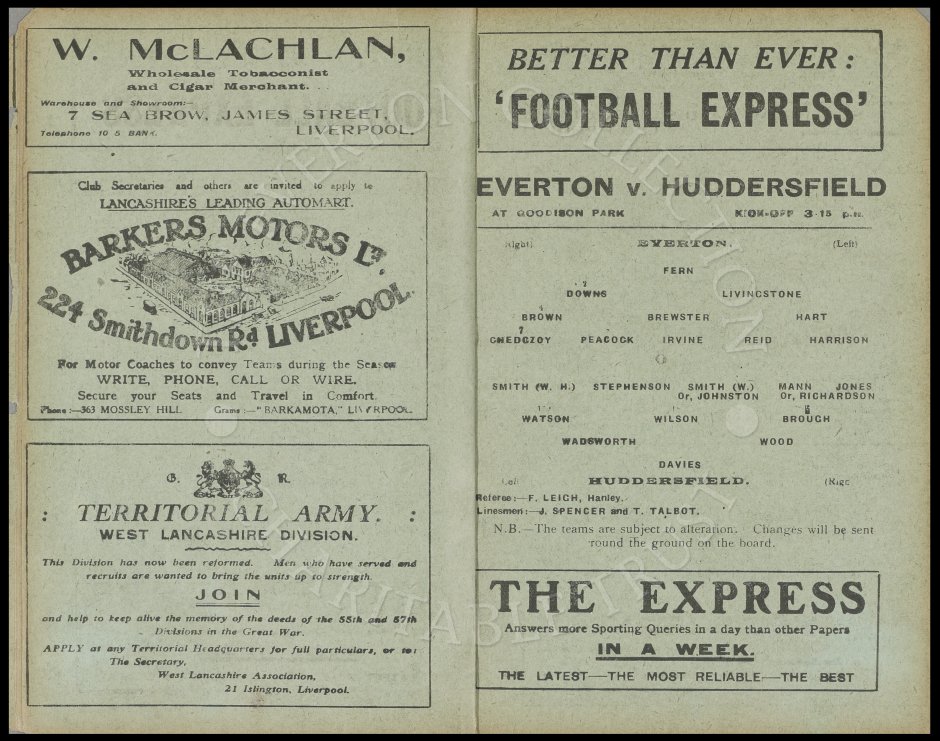 W. McLACHLAN,
Wholesale Tobacconist
and Cigar Merchant.
Warehouse and Showroom:—
7 SEA BROW, JAMES STREET,
LIVERPOOL.
Telephone 10 5 BANK.
Club Secretaries and others are invited to apply to
LANCASHIRE'S LEADING AUTOMART.
BARKERS MOTORS LTD.
224 Smithdown Rd LIVERPOOL.
For Motor Coaches to convey Teams during the Season
WRITE, PHONE, CALL OR WIRE.
Secure your Seats and Travel in Comfort.
Phone:—363 MOSSLEY HILL Grams:—"BARKAMOTA," LIVERPOOL.
G. R.
: TERRITORIAL ARMY. :
WEST LANCASHIRE DIVISION.
This Division has now been reformed. Men who have served and
recruits are wanted to bring the units up to strength.
JOIN
and help to keep alive the memory of the deeds of the 55th and 57th
Divisions in the Great War.
APPLY at any Territorial Headquarters for full particulars, or to:
The Secretary,
West Lancashire Association,
21 Islington, Liverpool.
BETTER THAN EVER:
'FOOTBALL EXPRESS'
EVERTON v. HUDDERSFIELD
AT GOODISON PARK KICK-OFF 3-15 p.m.
(Right) EVERTON. (Left)
FERN
DOWNS LIVINGSTONE
BROWN BREWSTER HART
CHEDGZOY PEACOCK IRVINE REID HARRISON
SMITH (W. H.) STEPHENSON SMITH (W.) MANN JONES
Or, JOHNSTON Or, RICHARDSON
WATSON WILSON BROUGH
WADSWORTH WOOD
DAVIES
HUDDERSFIELD.
Referee:—F. LEICH, Hanley.
Linesmen:—J. SPENCER and T. TALBOT.
N.B.—The teams are subject to alteration. Changes will be sent
'round the ground on the board.
THE EXPRESS
Answers more Sporting Queries in a day than other Papers
IN A WEEK.
THE LATEST—THE MOST RELIABLE—THE BEST
EVERTON COLLECTION
CHARITABLE TRUST